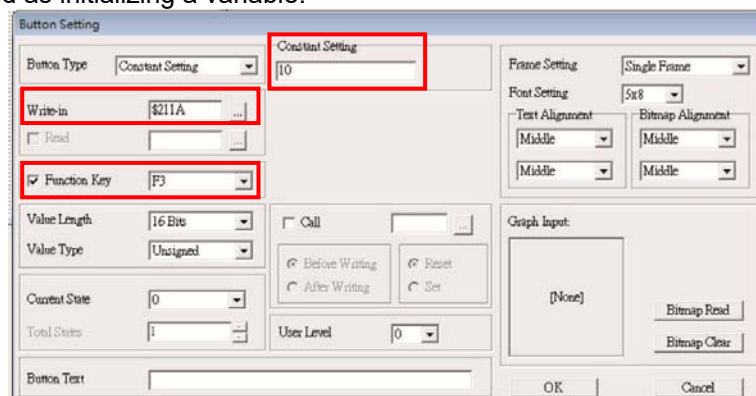 d as initializing a variable.
Button Setting
Button Type Constant Setting
Constant Setting
10
Write-in $211A ...
Read ...
Function Key F3
Value Length 16 Bits
Value Type Unsigned
Current State 0
Total States 1
Button Text
Call ...
Before Writing Reset
After Writing Set
User Level 0
Frame Setting Single Frame
Font Setting 5x8
Text Alignment Bitmap Alignment
Middle Middle
Middle Middle
Graph Input:
[None]
Bitmap Read
Bitmap Clear
OK Cancel